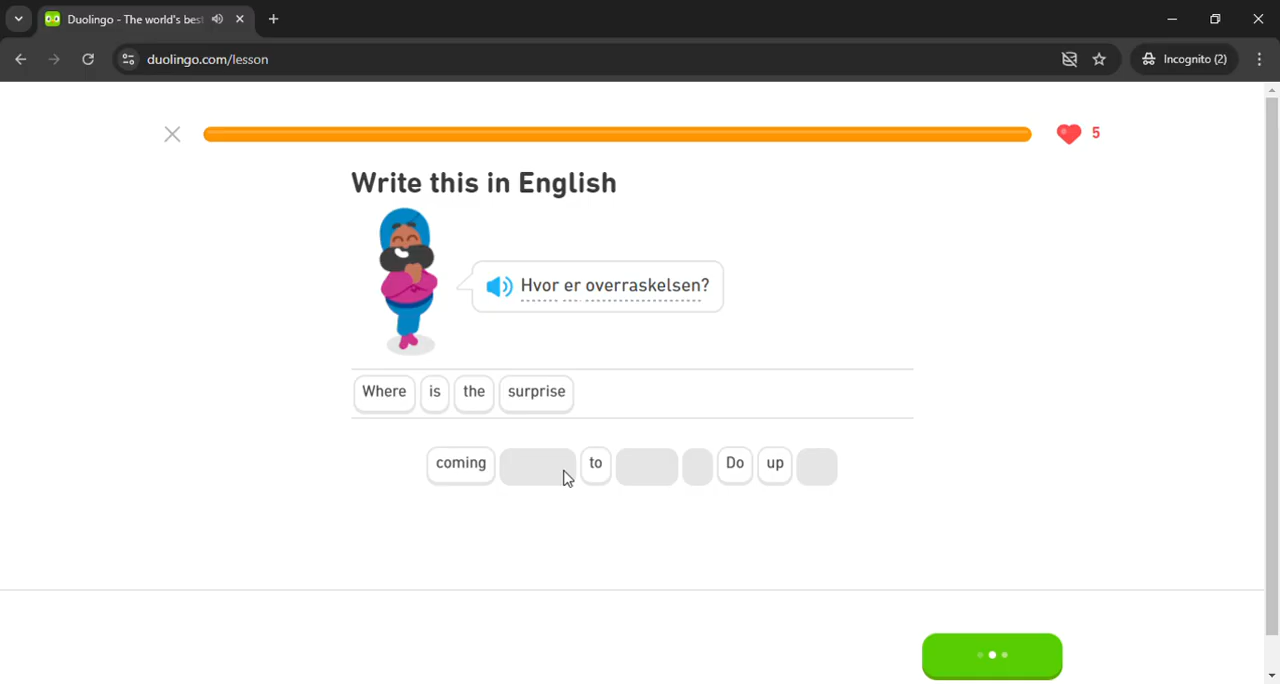 Duolingo - The world's bes
duolingo.com/lesson
Incognito (2)
5
Write this in English
Hvor er overraskelsen?
Where is the surprise
coming to Do up